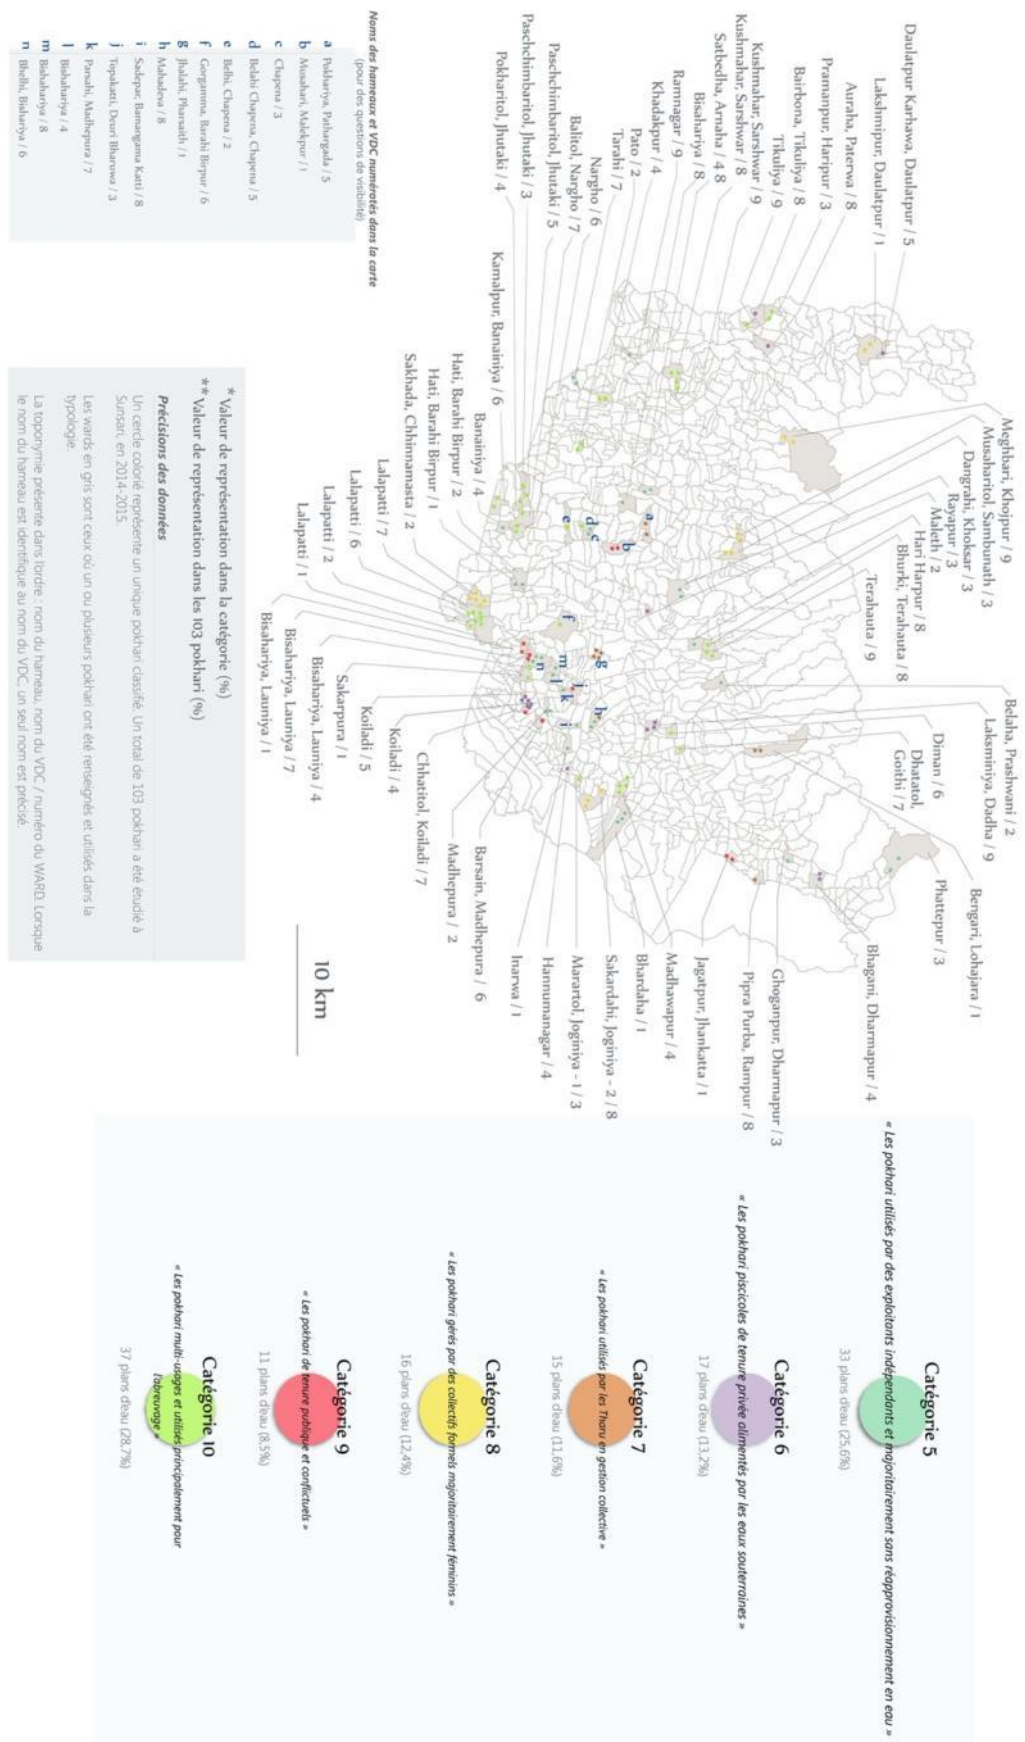 Daulatpur Karhawa, Daulatpur / 5
Lakshmipur, Daulatpur / 1
Auraha, Paterwa / 8
Pramanpur, Haripur / 3
Bairbona, Tikuliya / 8
Tikuliya / 9
Kushmahar, Sarshwar / 9
Kushmahar, Sarshwar / 8
Satbedha, Arnaha / 4 8
Bisahariya / 8
Ramnagar / 9
Khadakpur / 4
Pato / 2
Tarahi / 7
Nargho / 6
Balitol, Nargho / 7
Paschchimbaritol, Jhutaki / 5
Paschchimbaritol, Jhutaki / 3
Pokharitol, Jhutaki / 4
Kamalpur, Banainiya / 6
Banainiya / 4
Hati, Barahi Birpur / 2
Hati, Barahi Birpur / 1
Sakhada, Chhinnamasta / 2
Lalapatti / 7
Lalapatti / 6
Lalapatti / 2
Lalapatti / 1
Meghbari, Khojpur / 9
Musaharitol, Sambunath / 3
Dangrahi, Khoksar / 3
Rayapur / 3
Maleth / 2
Hari Harpur / 8
Bhurki, Terahauta / 8
Terahauta / 9
Belaha, Prashwani / 2
Laksminiya, Dadha / 9
Diman / 6
Dhatatol,
Goithi / 7
Bengari, Lohajara / 1
Phattepur / 3
Bhagani, Dharmapur / 4
Ghoganpur, Dharmapur / 3
Pipra Purba, Rampur / 8
Jagatpur, Jhankatta / 1
Madhawapur / 4
Bhardaha / 1
Sakardahi, Joginiya - 2 / 8
Marartol, Joginiya - 1 / 3
Hannumanagar / 4
Inarwa / 1
Barsain, Madhepura / 6
Madhepura / 2
Chhatitol, Koiladi / 7
Koiladi / 4
Koiladi / 5
Sakarpura / 1
Bisahariya, Launiya / 4
Bisahariya, Launiya / 7
Bisahariya, Launiya / 1
a
b
c
d
e
f
g
h
i
j
k
l
m
n
10 km
Noms des hameaux et VDC numérotés dans la carte
(pour des questions de visibilité)
a Pokhariya, Pathargada / 5
b Musahari, Malekpur / 1
c Chapena / 3
d Belahi Chapena, Chapena / 5
e Belhi, Chapena / 2
f Gorgamma, Barahi Birpur / 6
g Jhalahi, Pharsaith / 1
h Mahadeva / 8
i Sadepar, Bamangama Katti / 8
j Topakatti, Deuri Bharuwa / 3
k Parsahi, Madhepura / 7
l Bishahariya / 4
m Bishahariya / 8
n Bhelhi, Bishariya / 6
* Valeur de représentation dans la catégorie (%)
** Valeur de représentation dans les 103 pokhari (%)
Précisions des données
Un cercle colorié représente un unique pokhari classifié. Un total de 103 pokhari a été étudié à
Sunsari, en 2014-2015.
Les wards en gris sont ceux où un ou plusieurs pokhari ont été renseignés et utilisés dans la
typologie.
La toponymie présente dans l'ordre : nom du hameau, nom du VDC / numéro du WARD. Lorsque
le nom du hameau est identifique au nom du VDC, un seul nom est précisé.
Catégorie 5
« Les pokhari utilisés par des exploitants indépendants et majoritairement sans réapprovisionnement en eau »
33 plans d'eau (25,6%)
Catégorie 6
« Les pokhari piscicoles de tenure privée alimentés par les eaux souterraines »
17 plans d'eau (13,2%)
Catégorie 7
« Les pokhari utilisés par les Tharu en gestion collective »
15 plans d'eau (11,6%)
Catégorie 8
« Les pokhari gérés par des collectifs formels majoritairement féminins »
16 plans d'eau (12,4%)
Catégorie 9
« Les pokhari de tenure publique et conflictuels »
11 plans d'eau (8,5%)
Catégorie 10
« Les pokhari multi-usages et utilisés principalement pour
l'abreuvage »
37 plans d'eau (28,7%)